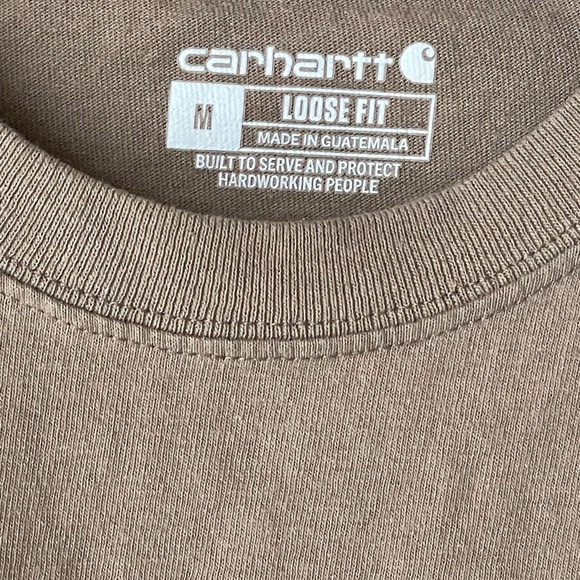 carhartt
M
LOOSE FIT
MADE IN GUATEMALA
BUILT TO SERVE AND PROTECT
HARDWORKING PEOPLE